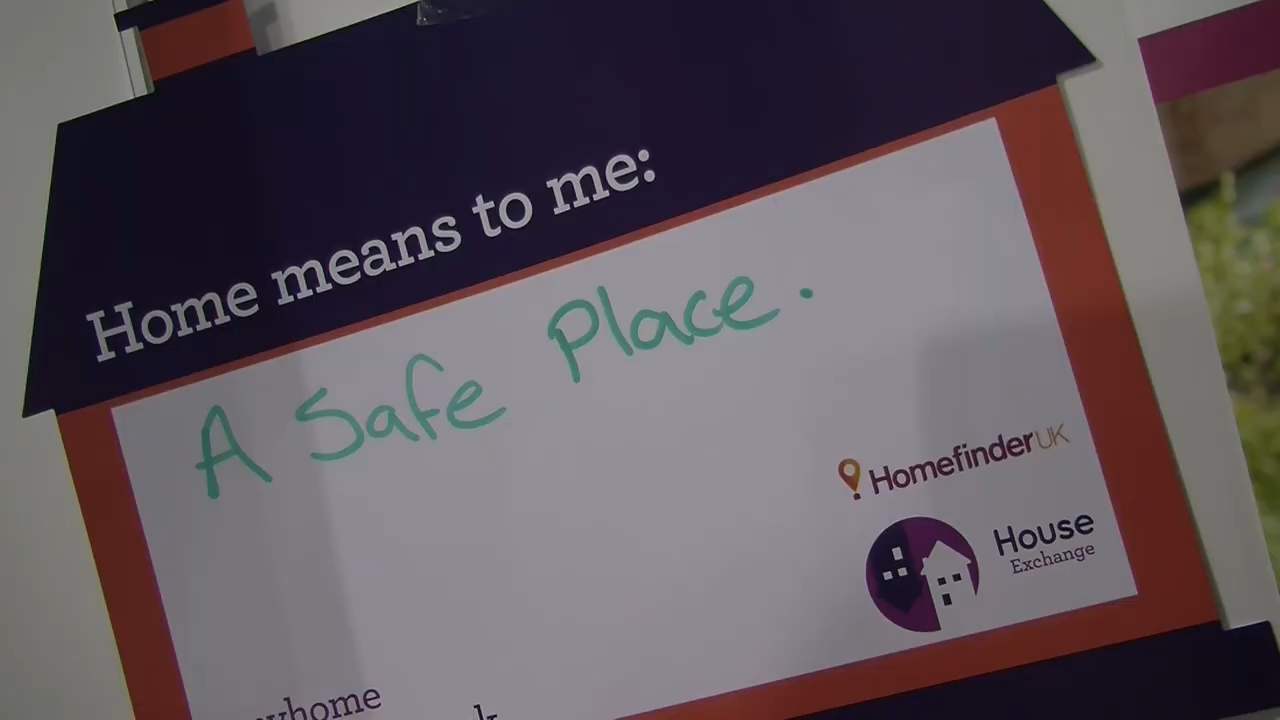 Home means to me:
A Safe Place.
HomefinderUK
House
Exchange